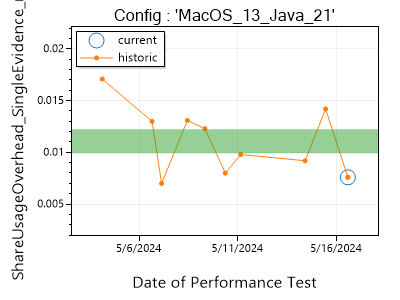 Config : 'MacOS_13_Java_21'
ShareUsageOverhead_SingleEvidence_
current
historic
0.02
0.015
0.01
0.005
5/6/2024
5/11/2024
5/16/2024
Date of Performance Test